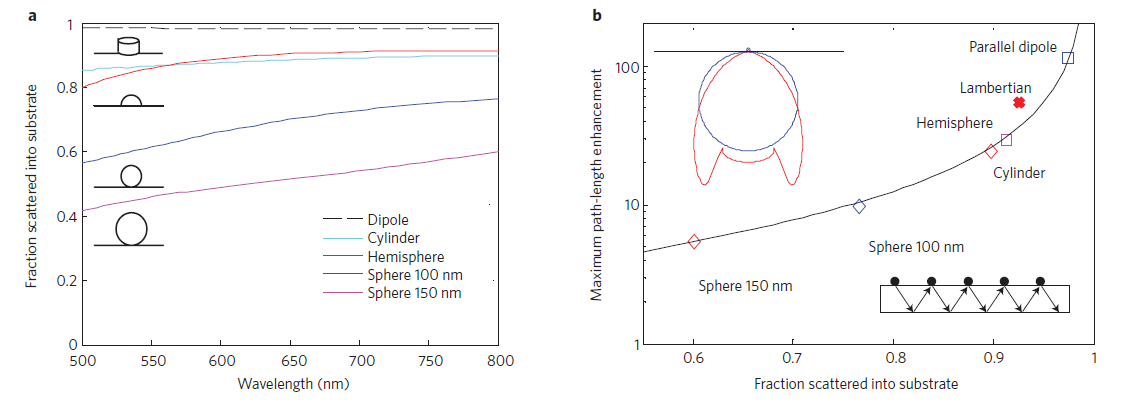 a
Fraction scattered into substrate
1
0.8
0.6
0.4
0.2
0
500
550
600
650
700
750
800
Wavelength (nm)
Dipole
Cylinder
Hemisphere
Sphere 100 nm
Sphere 150 nm
b
Maximum path-length enhancement
100
10
1
0.6
0.7
0.8
0.9
1
Fraction scattered into substrate
Parallel dipole
Lambertian
Hemisphere
Cylinder
Sphere 100 nm
Sphere 150 nm